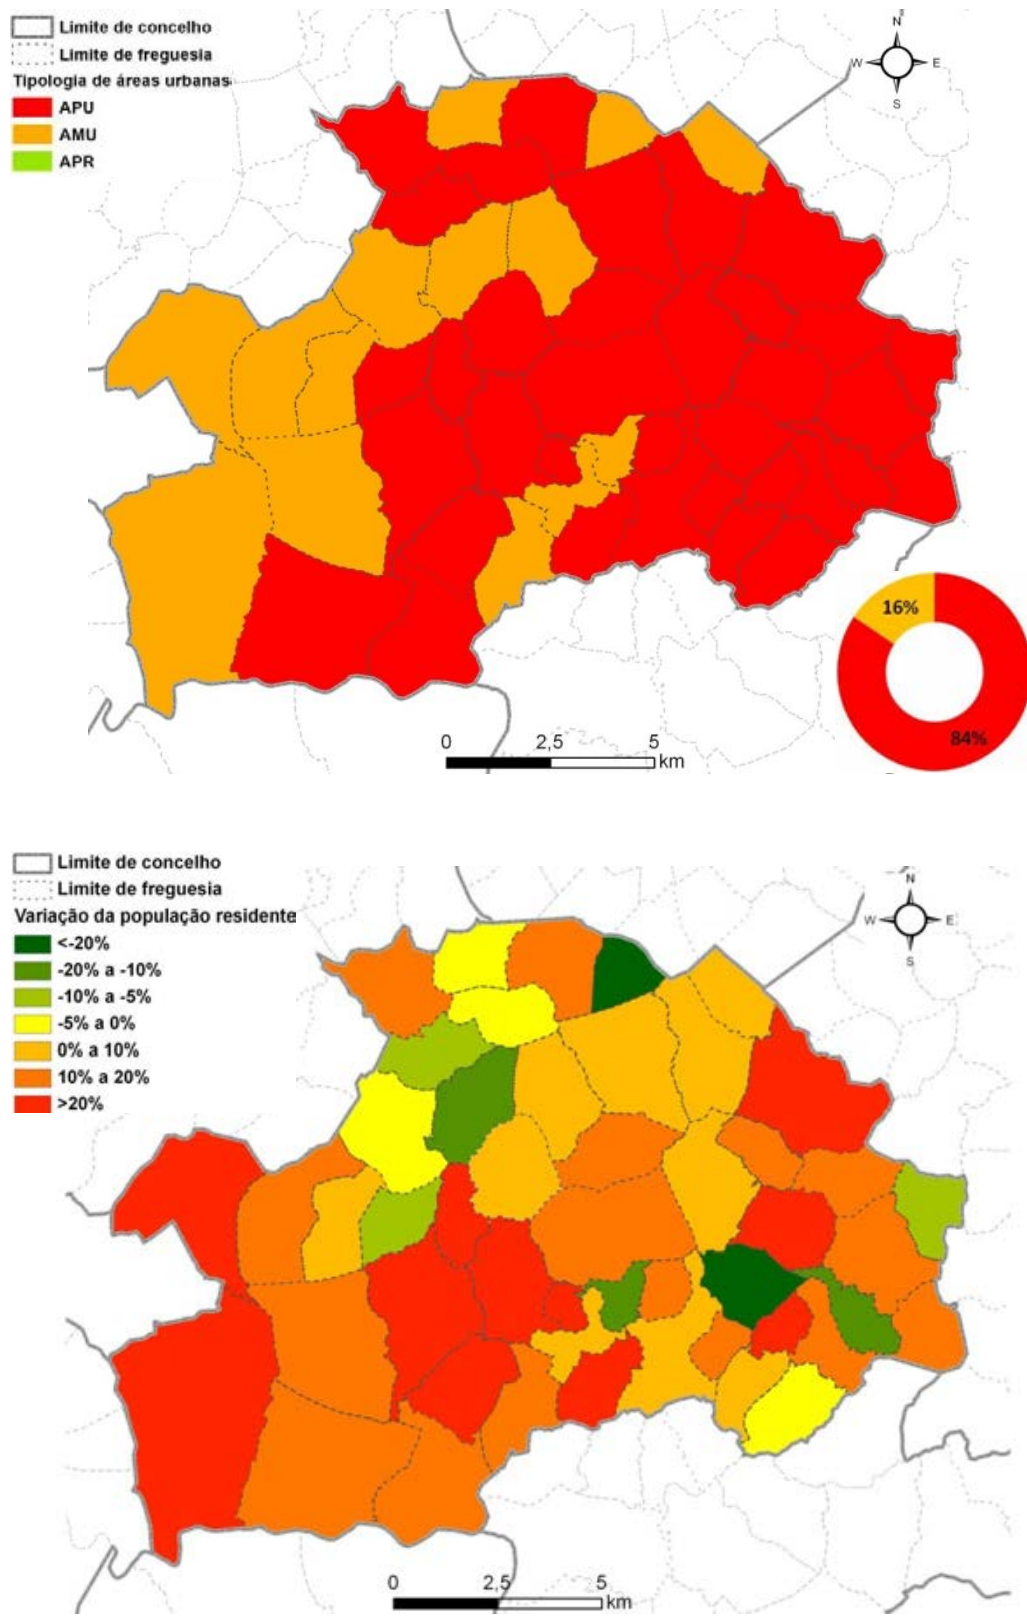 Limite de concelho
Limite de freguesia
Tipologia de áreas urbanas
APU
AMU
APR
N
W
E
S
16%
84%
0
2,5
5
km
Limite de concelho
Limite de freguesia
Variação da população residente
<-20%
-20% a -10%
-10% a -5%
-5% a 0%
0% a 10%
10% a 20%
>20%
N
W
E
S
0
2,5
5
km